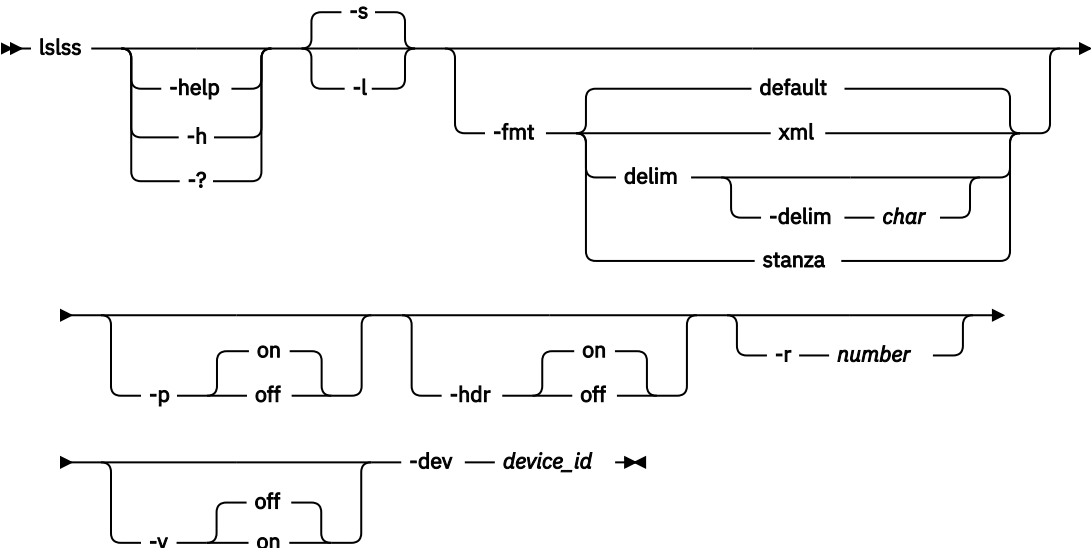 -s
lslss
-l
-help
default
-h
-fmt
xml
-?
delim
-delim char
stanza
on
on
-r number
-p
off
-hdr
off
-dev device_id
off
-v
on